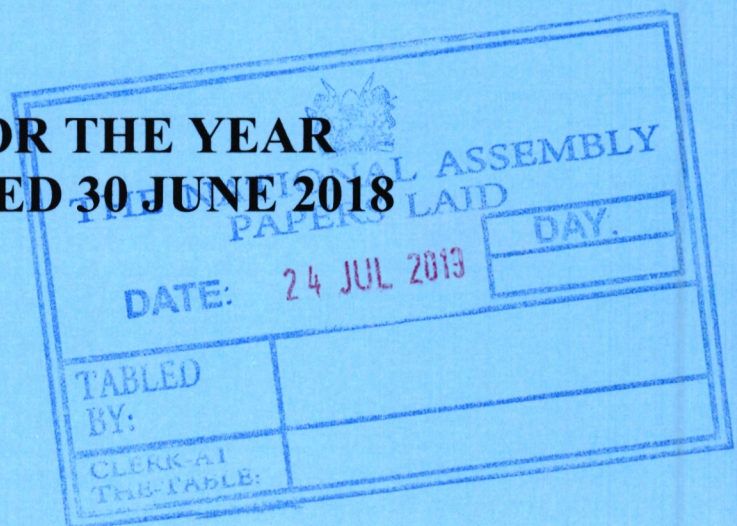 OR THE YEAR
ED 30 JUNE 2018
THE NATIONAL ASSEMBLY
PAPERS LAID
DAY.
DATE: 24 JUL 2019
TABLED
BY:
CLERK-AT
THE-TABLE: